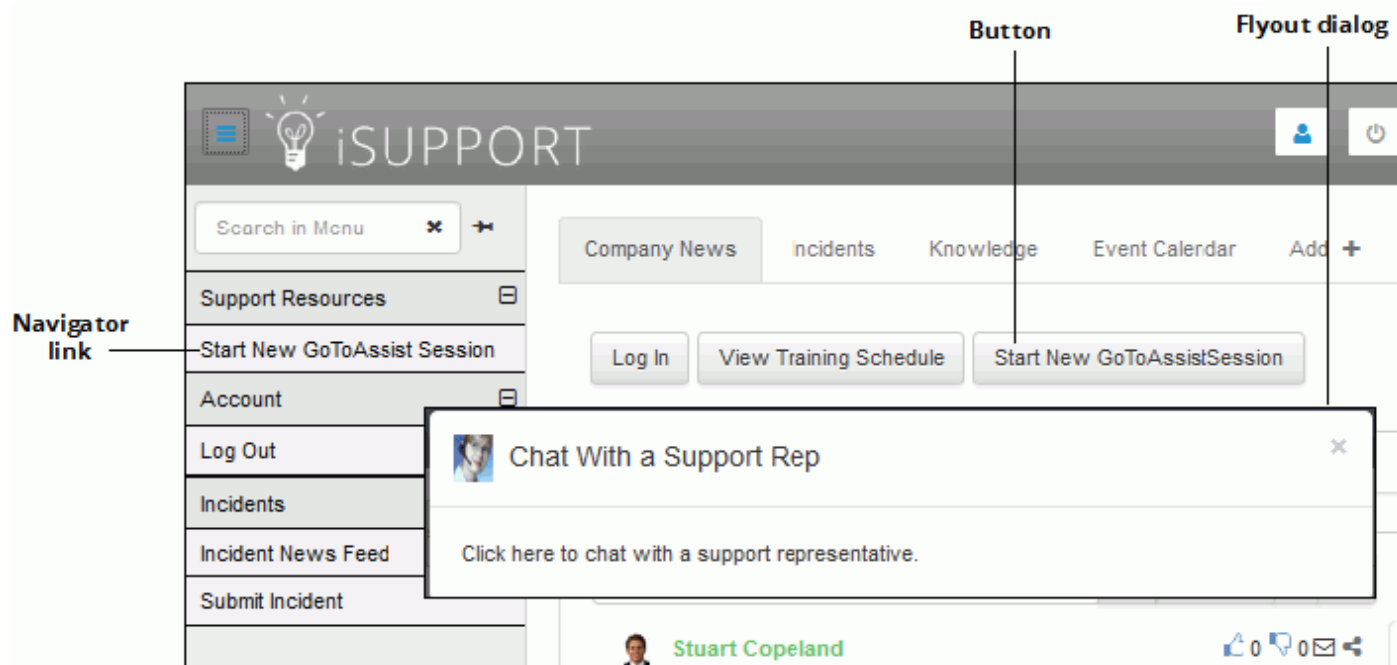 Button
Flyout dialog
iSUPPORT
Search in Menu
Company News
Incidents
Knowledge
Event Calendar
Add
Support Resources
Navigator
link
Start New GoToAssist Session
Log In
View Training Schedule
Start New GoToAssistSession
Account
Log Out
Chat With a Support Rep
Incidents
Incident News Feed
Click here to chat with a support representative.
Submit Incident
Stuart Copeland
0
0